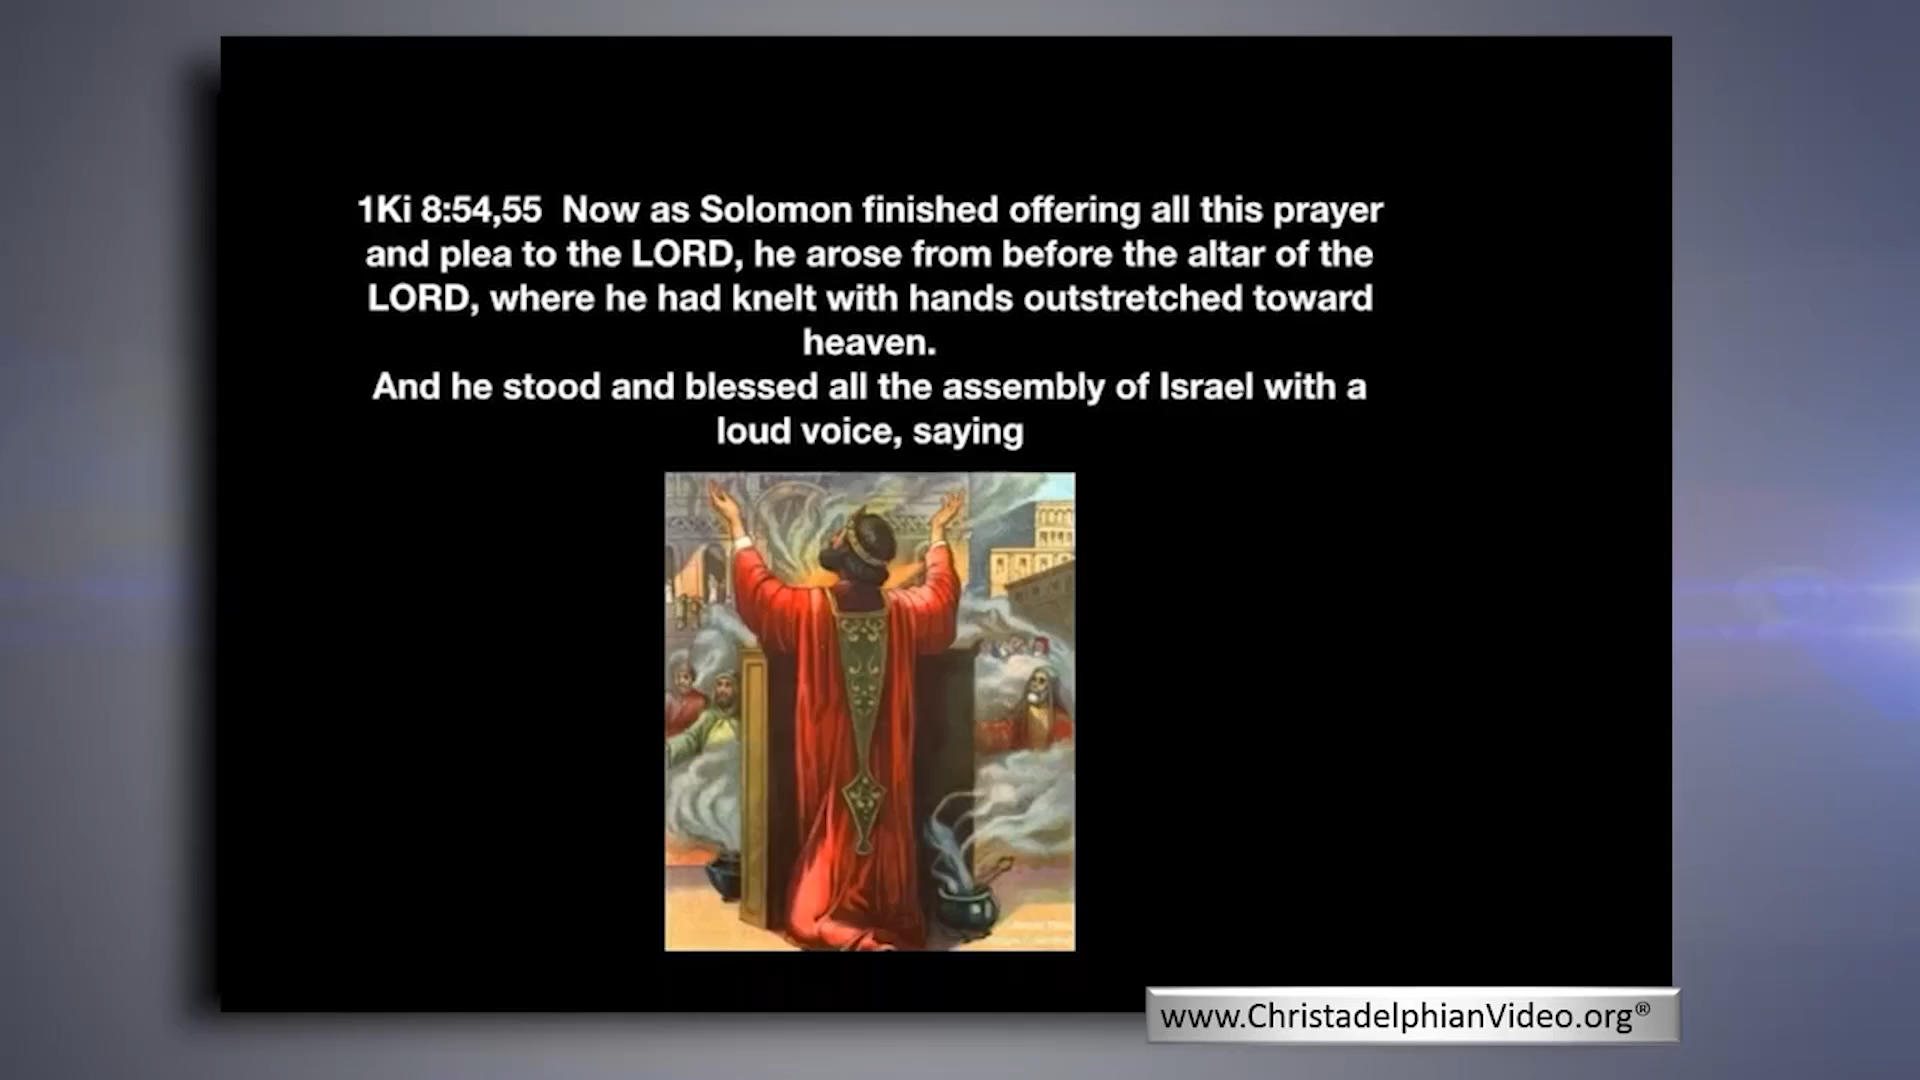 1Ki 8:54,55  Now as Solomon finished offering all this prayer
and plea to the LORD, he arose from before the altar of the
LORD, where he had knelt with hands outstretched toward
heaven.
And he stood and blessed all the assembly of Israel with a
loud voice, saying
www.ChristadelphianVideo.org®